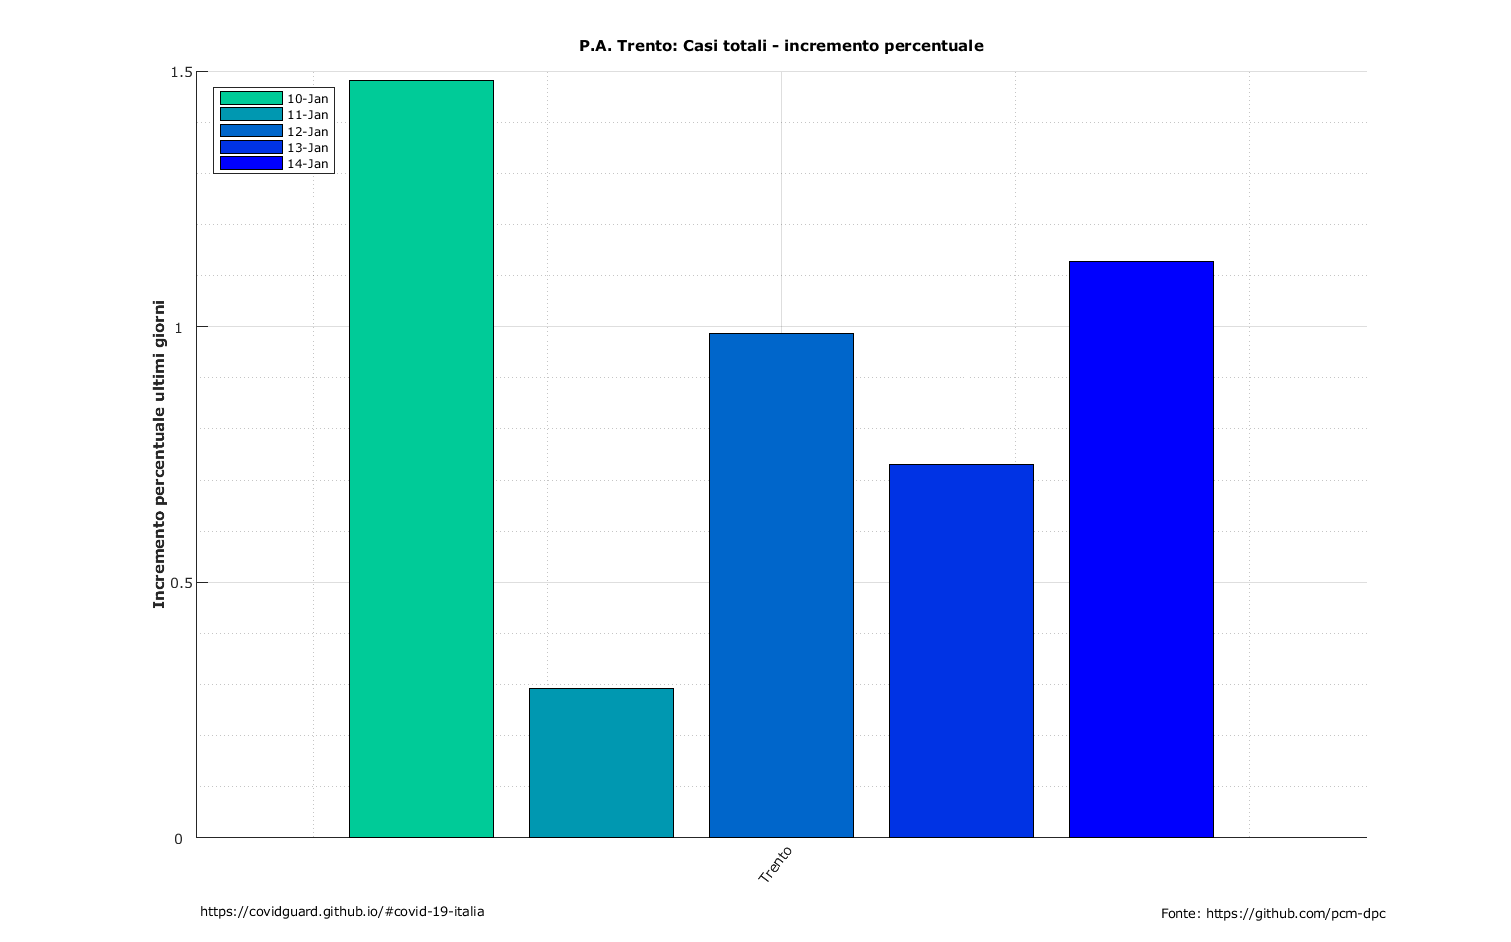 P.A. Trento: Casi totali - incremento percentuale
1.5
10-Jan
11-Jan
12-Jan
13-Jan
14-Jan
Incremento percentuale ultimi giorni
1
0.5
0
Trento
https://covidguard.github.io/#covid-19-italia
Fonte: https://github.com/pcm-dpc